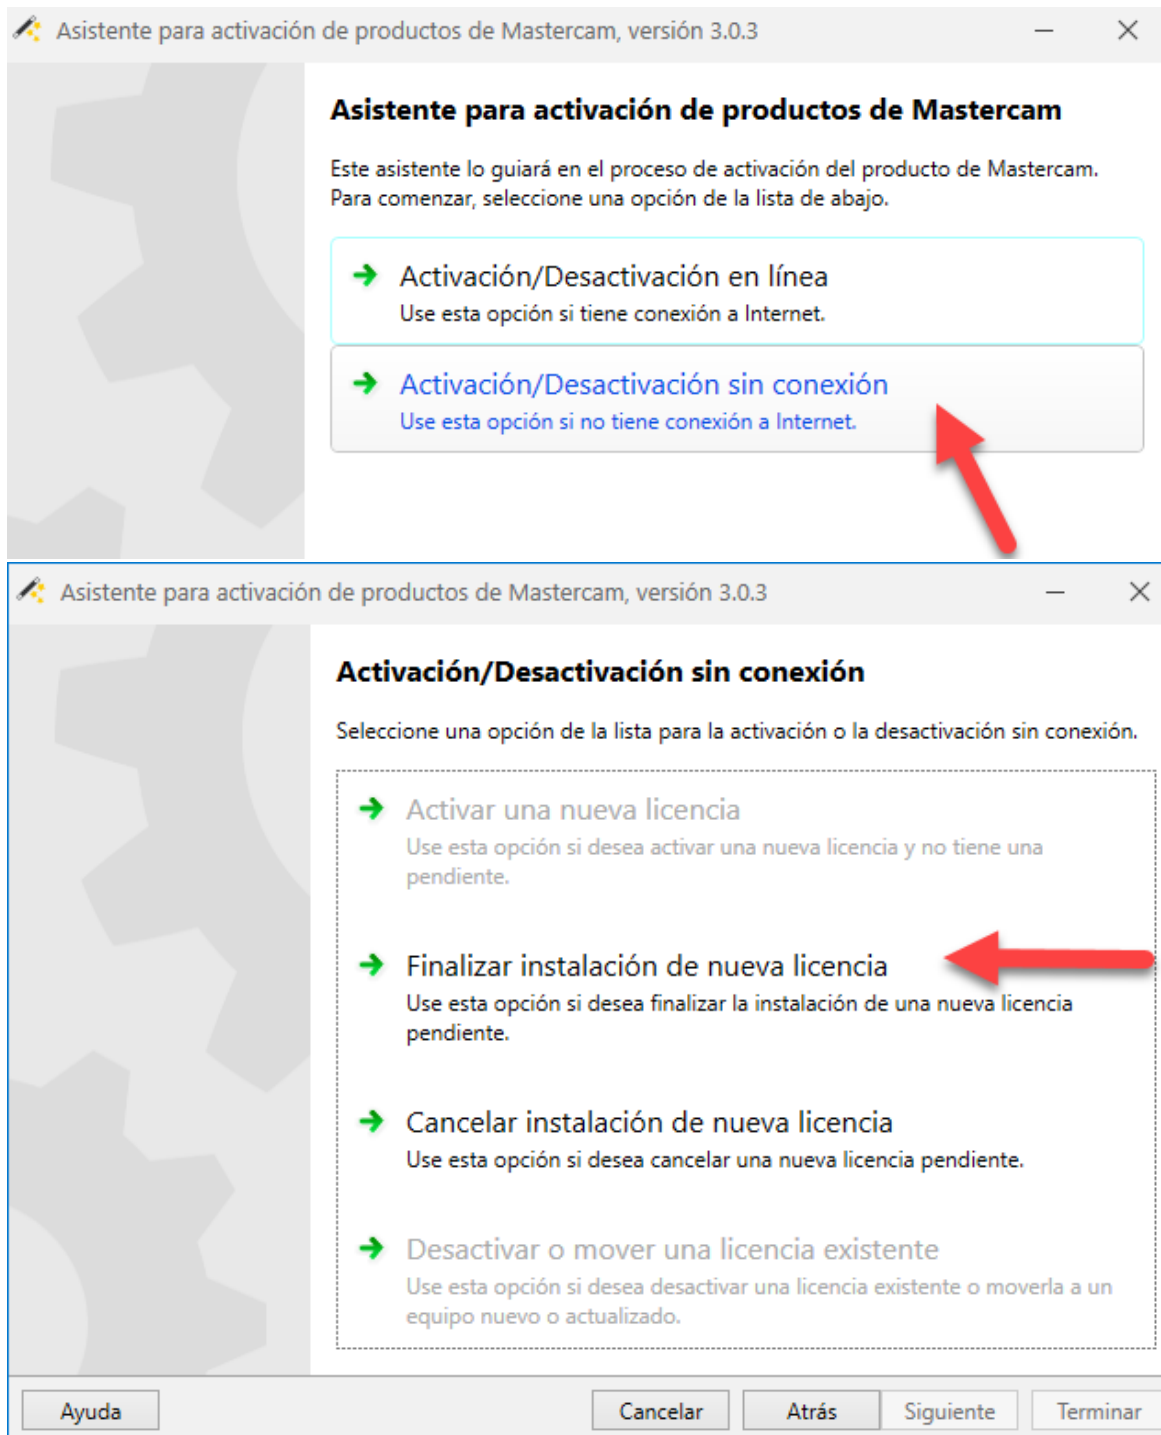 Asistente para activación de productos de Mastercam, versión 3.0.3
Asistente para activación de productos de Mastercam
Este asistente lo guiará en el proceso de activación del producto de Mastercam.
Para comenzar, seleccione una opción de la lista de abajo.
Activación/Desactivación en línea
Use esta opción si tiene conexión a Internet.
Activación/Desactivación sin conexión
Use esta opción si no tiene conexión a Internet.
Asistente para activación de productos de Mastercam, versión 3.0.3
Activación/Desactivación sin conexión
Seleccione una opción de la lista para la activación o la desactivación sin conexión.
Activar una nueva licencia
Use esta opción si desea activar una nueva licencia y no tiene una
pendiente.
Finalizar instalación de nueva licencia
Use esta opción si desea finalizar la instalación de una nueva licencia
pendiente.
Cancelar instalación de nueva licencia
Use esta opción si desea cancelar una nueva licencia pendiente.
Desactivar o mover una licencia existente
Use esta opción si desea desactivar una licencia existente o moverla a un
equipo nuevo o actualizado.
Ayuda Cancelar Atrás Siguiente Terminar